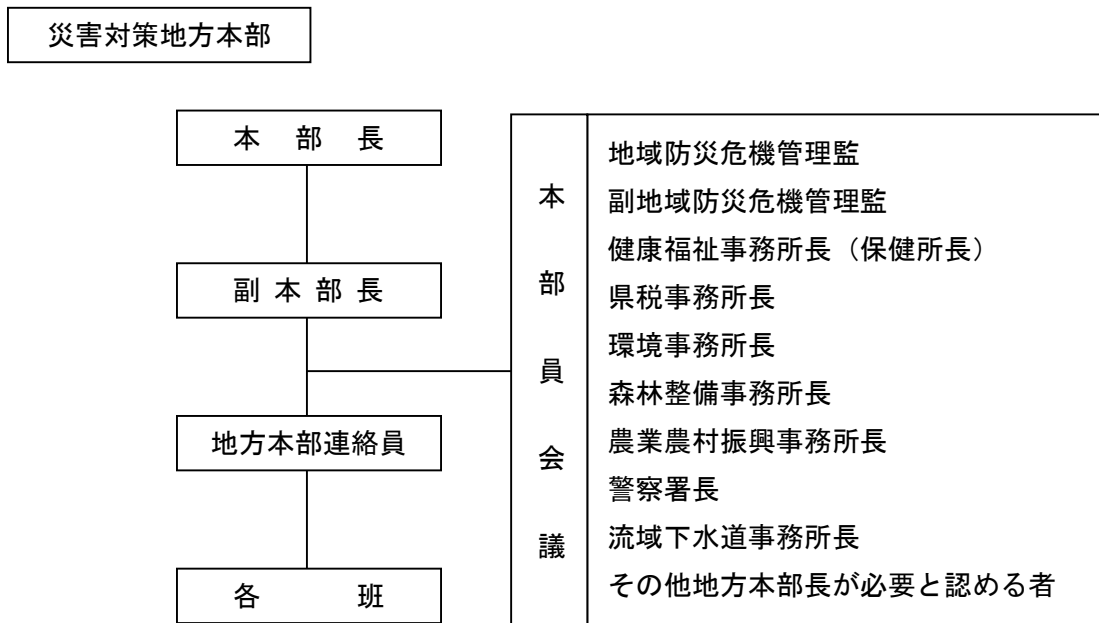 災害対策地方本部
本部長
副本部長
地方本部連絡員
各班
本部員会議
地域防災危機管理監
副地域防災危機管理監
健康福祉事務所長（保健所長）
県税事務所長
環境事務所長
森林整備事務所長
農業農村振興事務所長
警察署長
流域下水道事務所長
その他地方本部長が必要と認める者